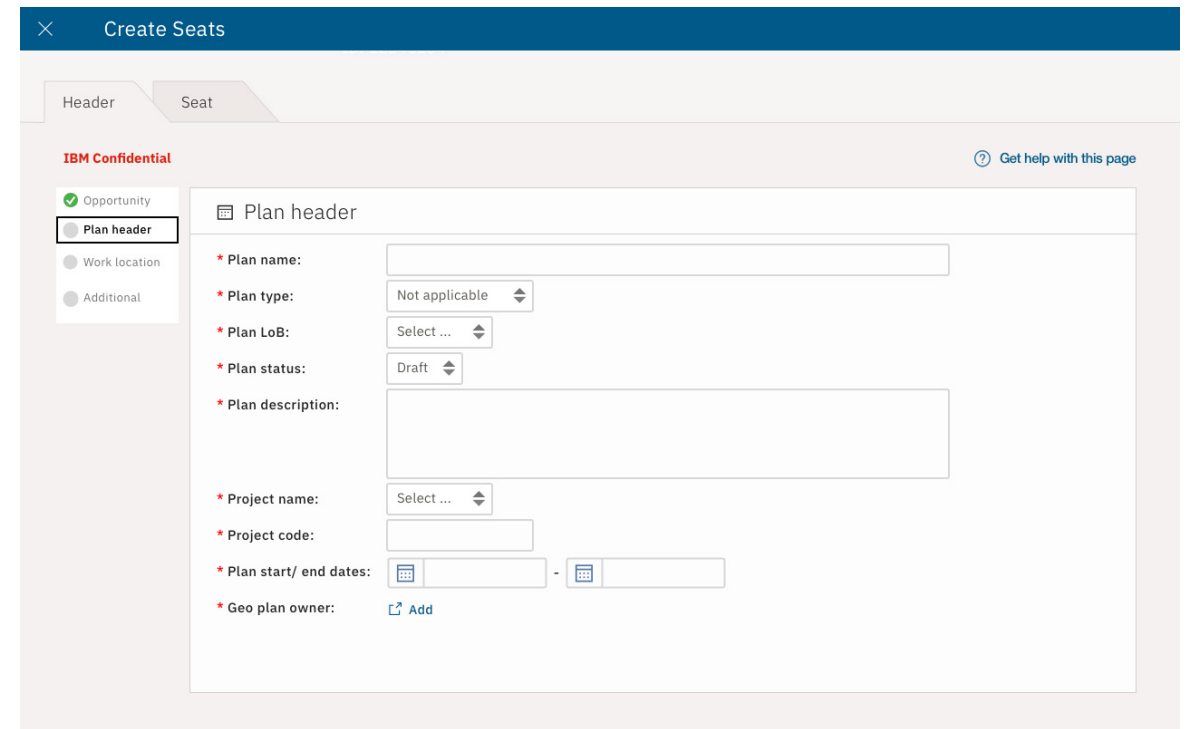 Create Seats
Header Seat
IBM Confidential
? Get help with this page
Opportunity
Plan header
Work location
Additional
Plan header
* Plan name:
* Plan type: Not applicable
* Plan LoB: Select ...
* Plan status: Draft
* Plan description:
* Project name: Select ...
* Project code:
* Plan start/ end dates: -
* Geo plan owner: Add